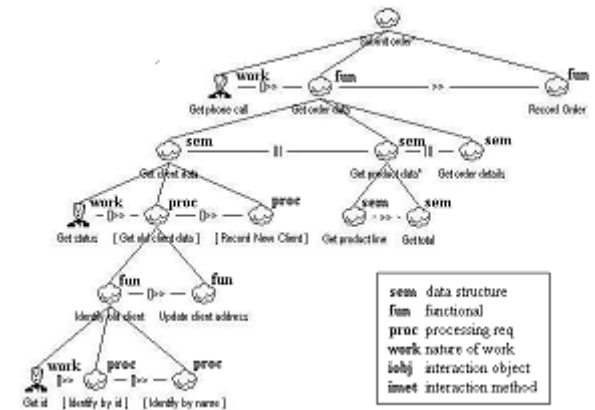 Submit order*
work fun fun
[]>> >>
Get phone call Get order data Record Order
sem sem sem
||| |||
Get client data Get product data* Get order details
work proc proc sem sem
[]>> []>> >>
Get status [ Get old client data ] [ Record New Client ] Get product line Get total
fun fun
[]>>
Identify old client Update client address
work proc proc
[]>> []>>
Get id [ Identify by id ] [ Identify by name ]
sem data structure
fun functional
proc processing req
work nature of work
iobj interaction object
imet interaction method